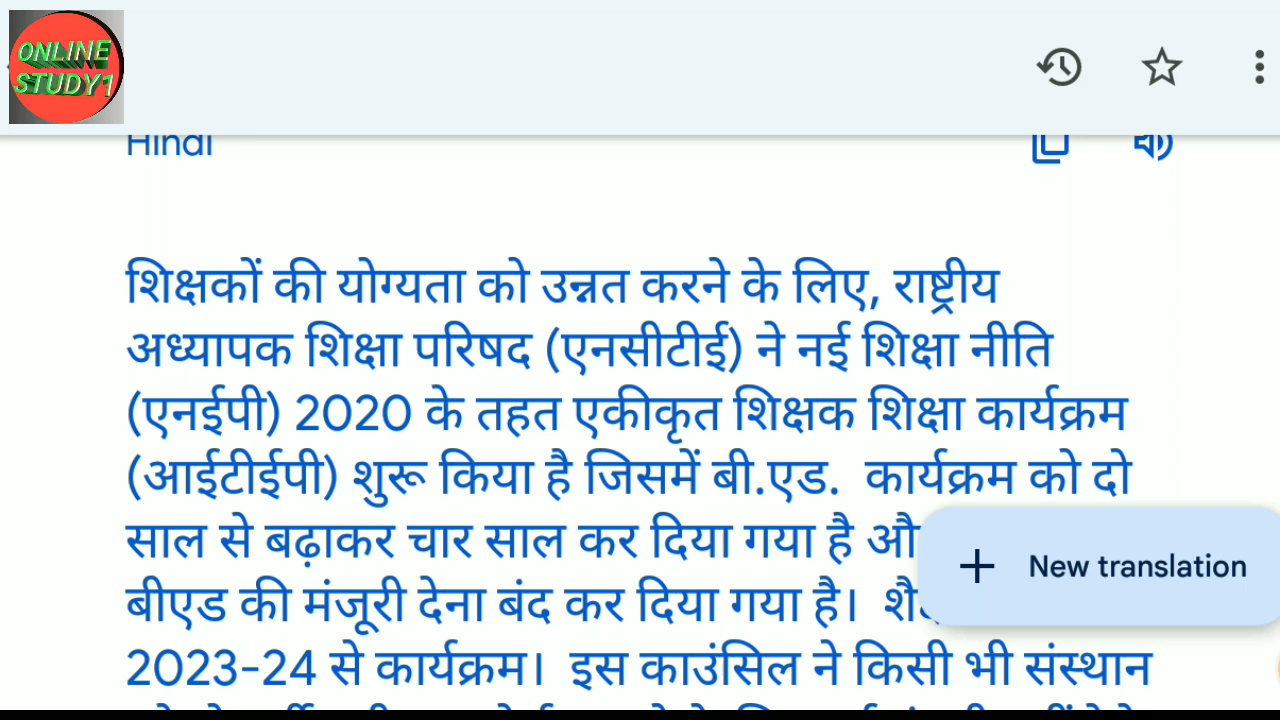 ONLINE
STUDY1
Hindi
शिक्षकों की योग्यता को उन्नत करने के लिए, राष्ट्रीय
अध्यापक शिक्षा परिषद (एनसीटीई) ने नई शिक्षा नीति
(एनईपी) 2020 के तहत एकीकृत शिक्षक शिक्षा कार्यक्रम
(आईटीईपी) शुरू किया है जिसमें बी.एड. कार्यक्रम को दो
साल से बढ़ाकर चार साल कर दिया गया है
New translation
बीएड की मंजूरी देना बंद कर दिया गया है।
2023-24 से कार्यक्रम। इस काउंसिल ने किसी भी संस्थान